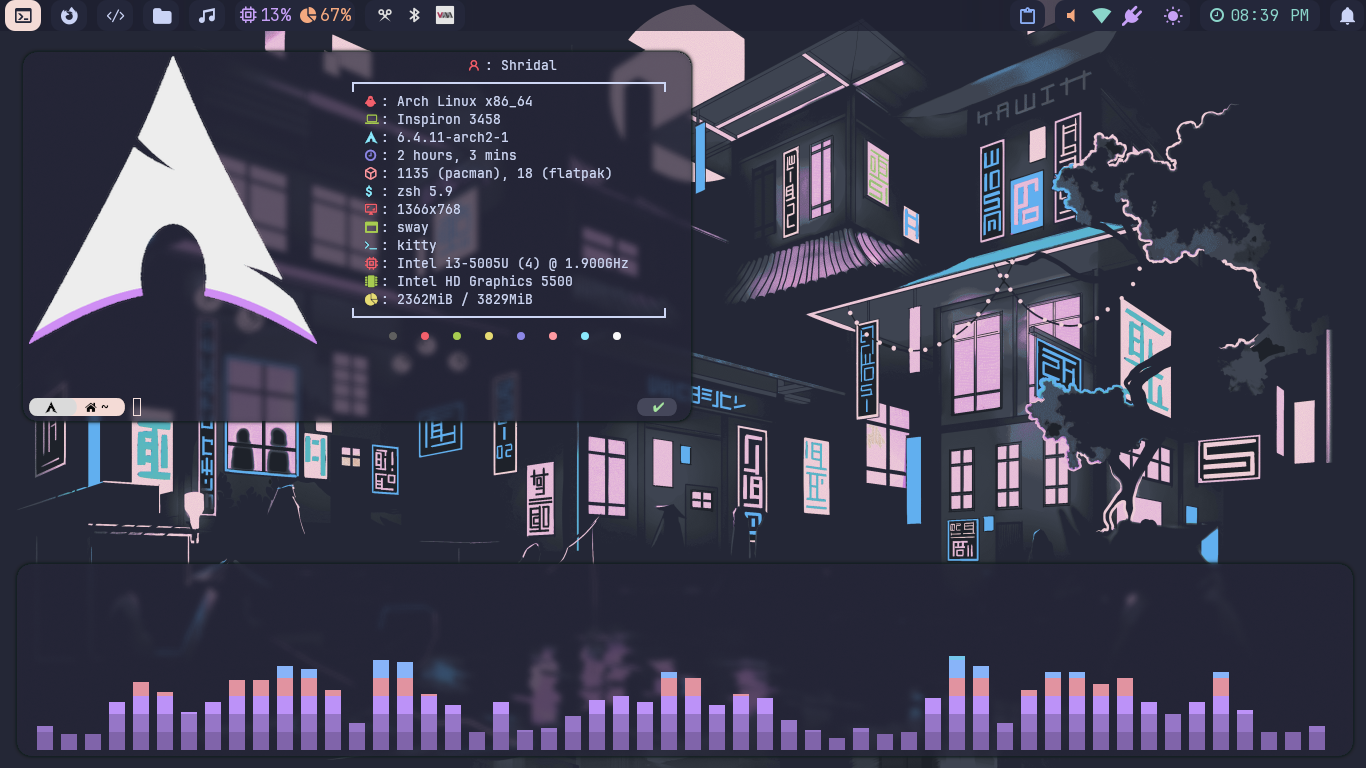 13% 67% VIAA 08:39 PM
: Shridal
: Arch Linux x86_64
: Inspiron 3458
: 6.4.11-arch2-1
: 2 hours, 3 mins
: 1135 (pacman), 18 (flatpak)
$ : zsh 5.9
: 1366x768
: sway
: kitty
: Intel i3-5005U (4) @ 1.900GHz
: Intel HD Graphics 5500
: 2362MiB / 3829MiB
~ ✔